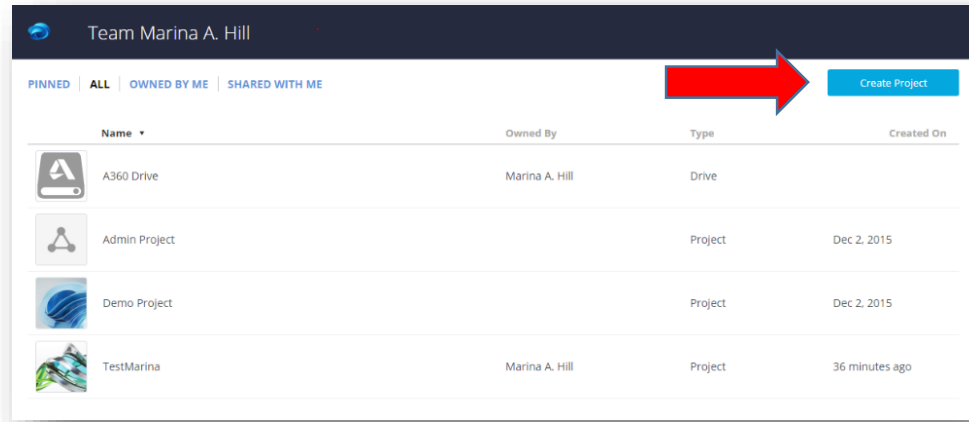 Team Marina A. Hill
PINNED ALL OWNED BY ME SHARED WITH ME Create Project
Name Owned By Type Created On
A360 Drive Marina A. Hill Drive
Admin Project Project Dec 2, 2015
Demo Project Project Dec 2, 2015
TestMarina Marina A. Hill Project 36 minutes ago